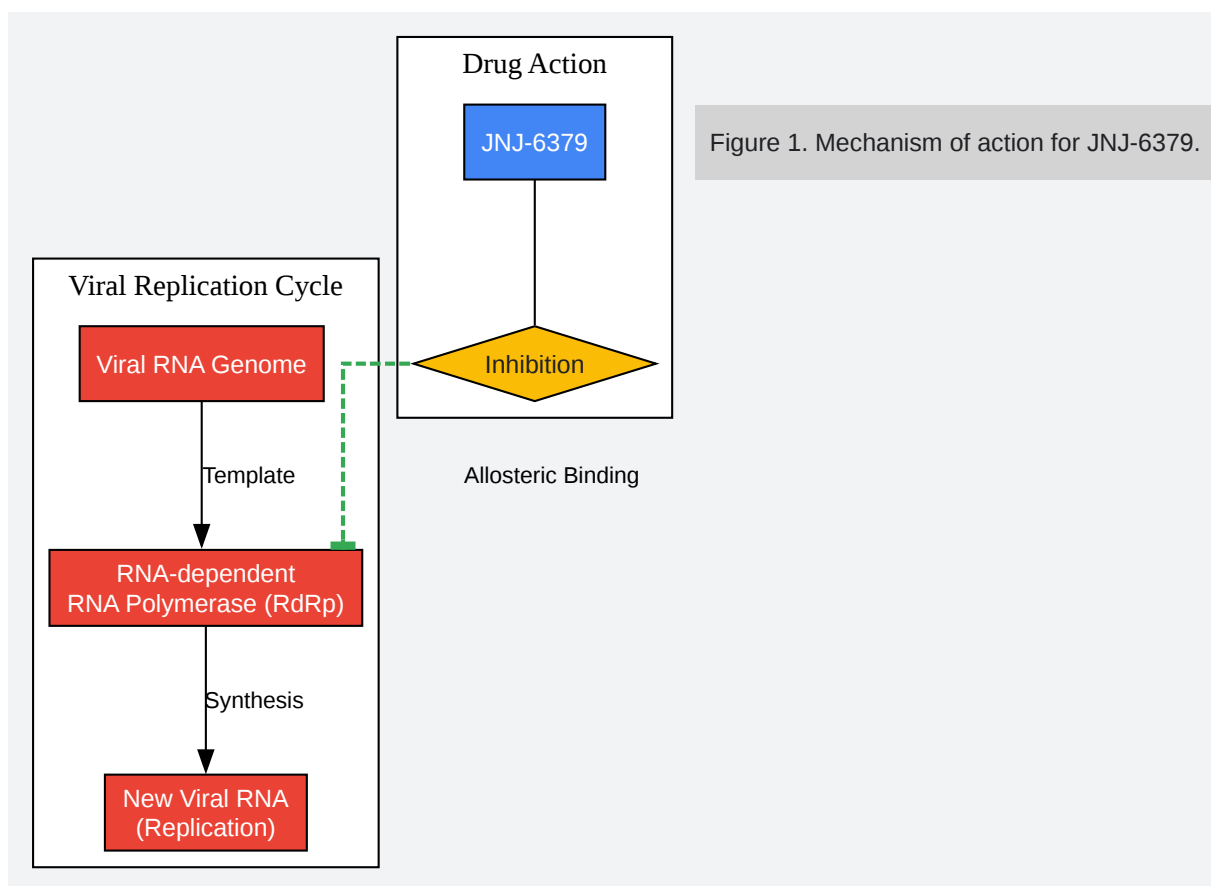 Drug Action
JNJ-6379
Figure 1. Mechanism of action for JNJ-6379.
Viral Replication Cycle
Viral RNA Genome
Inhibition
Template
Allosteric Binding
RNA-dependent
RNA Polymerase (RdRp)
Synthesis
New Viral RNA
(Replication)